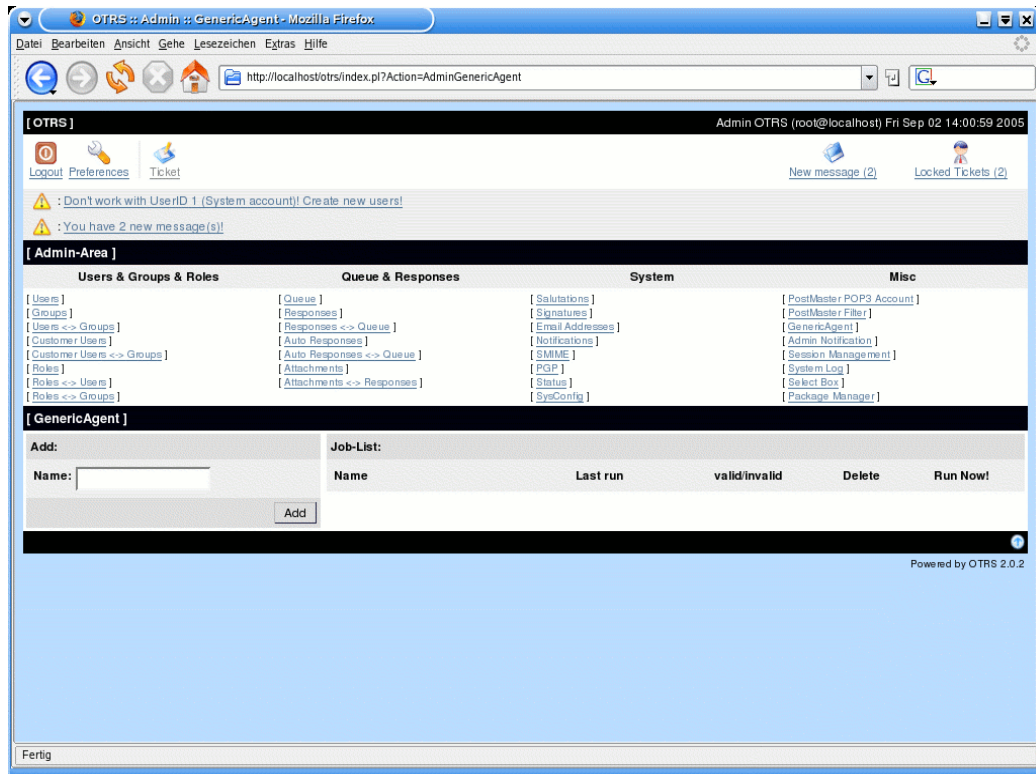 OTRS :: Admin :: GenericAgent - Mozilla Firefox
Datei Bearbeiten Ansicht Gehe Lesezeichen Extras Hilfe
http://localhost/otrs/index.pl?Action=AdminGenericAgent
[ OTRS ] Admin OTRS (root@localhost) Fri Sep 02 14:00:59 2005
Logout Preferences Ticket New message (2) Locked Tickets (2)
: Don't work with UserID 1 (System account)! Create new users!
: You have 2 new message(s)!
[ Admin-Area ]
Users & Groups & Roles Queue & Responses System Misc
[ Users ] [ Queue ] [ Salutations ] [ PostMaster POP3 Account ]
[ Groups ] [ Responses ] [ Signatures ] [ PostMaster Filter ]
[ Users <-> Groups ] [ Responses <-> Queue ] [ Email Addresses ] [ GenericAgent ]
[ Customer Users ] [ Auto Responses ] [ Notifications ] [ Admin Notification ]
[ Customer Users <-> Groups ] [ Auto Responses <-> Queue ] [ SMIME ] [ Session Management ]
[ Roles ] [ Attachments ] [ PGP ] [ System Log ]
[ Roles <-> Users ] [ Attachments <-> Responses ] [ Status ] [ Select Box ]
[ Roles <-> Groups ] [ SysConfig ] [ Package Manager ]
[ GenericAgent ]
Add: Job-List:
Name: Name Last run valid/invalid Delete Run Now!
Add
Powered by OTRS 2.0.2
Fertig